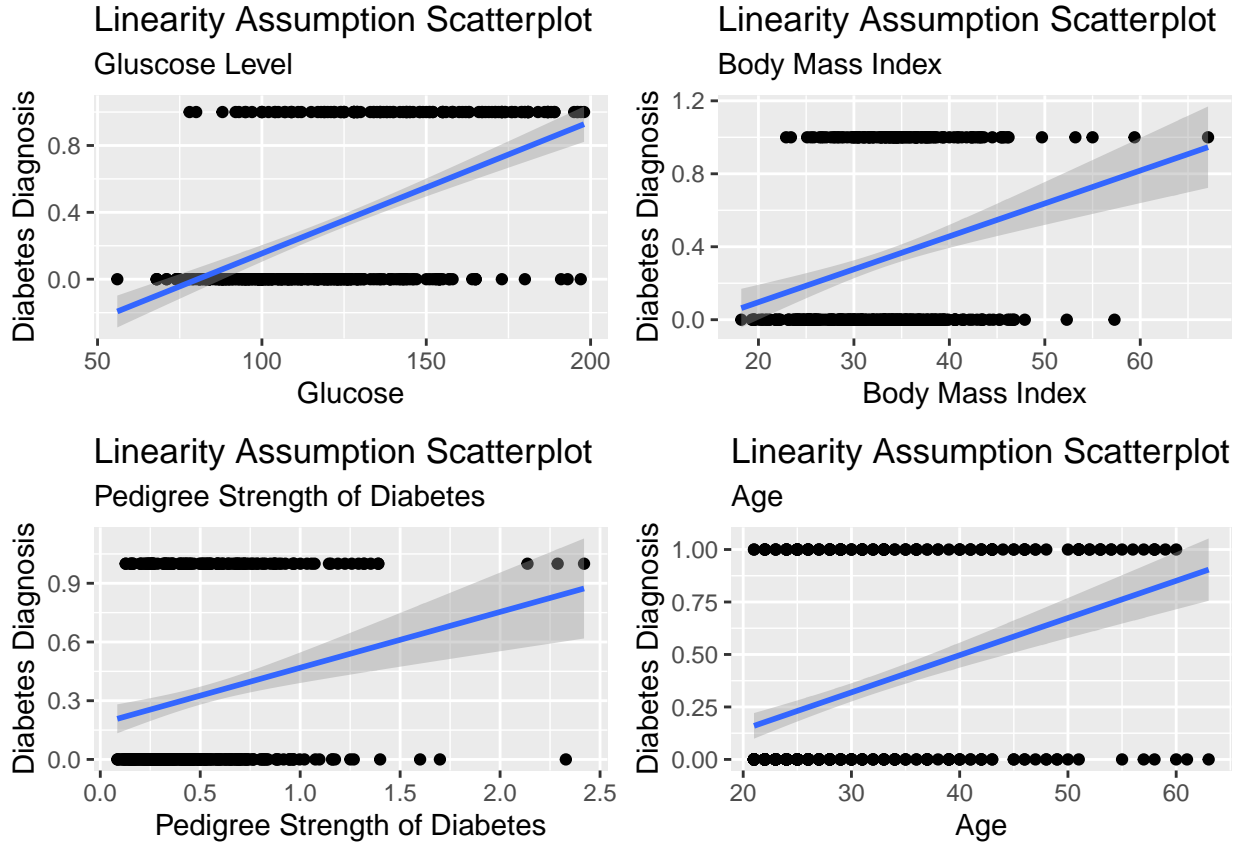 Linearity Assumption Scatterplot
Gluscose Level
Diabetes Diagnosis
0.8
0.4
0.0
50 100 150 200
Glucose
Linearity Assumption Scatterplot
Body Mass Index
Diabetes Diagnosis
1.2
0.8
0.4
0.0
20 30 40 50 60
Body Mass Index
Linearity Assumption Scatterplot
Pedigree Strength of Diabetes
Diabetes Diagnosis
0.9
0.6
0.3
0.0
0.0 0.5 1.0 1.5 2.0 2.5
Pedigree Strength of Diabetes
Linearity Assumption Scatterplot
Age
Diabetes Diagnosis
1.00
0.75
0.50
0.25
0.00
20 30 40 50 60
Age